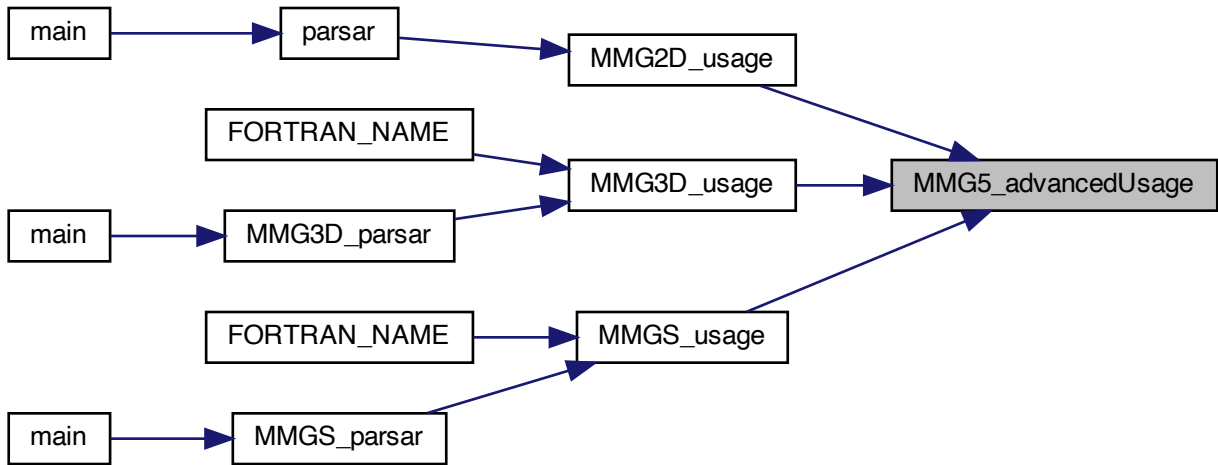 main
parsar
MMG2D_usage
FORTRAN_NAME
MMG3D_usage
MMG5_advancedUsage
main
MMG3D_parsar
FORTRAN_NAME
MMGS_usage
main
MMGS_parsar